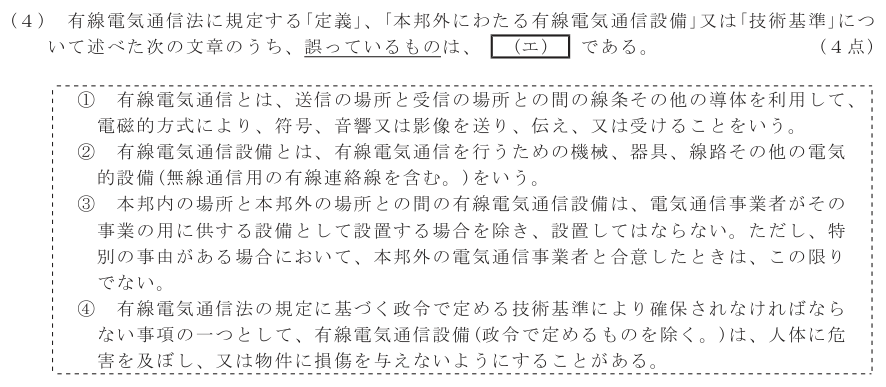 (4) 有線電気通信法に規定する「定義」、「本邦外にわたる有線電気通信設備」又は「技術基準」につ
いて述べた次の文章のうち、誤っているものは、 (エ) である。 (4点)
① 有線電気通信とは、送信の場所と受信の場所との間の線条その他の導体を利用して、
電磁的方式により、符号、音響又は影像を送り、伝え、又は受けることをいう。
② 有線電気通信設備とは、有線電気通信を行うための機械、器具、線路その他の電気
的設備(無線通信用の有線連絡線を含む。)をいう。
③ 本邦内の場所と本邦外の場所との間の有線電気通信設備は、電気通信事業者がその
事業の用に供する設備として設置する場合を除き、設置してはならない。ただし、特
別の事由がある場合において、本邦外の電気通信事業者と合意したときは、この限り
でない。
④ 有線電気通信法の規定に基づく政令で定める技術基準により確保されなければなら
ない事項の一つとして、有線電気通信設備(政令で定めるものを除く。)は、人体に危
害を及ぼし、又は物件に損傷を与えないようにすることがある。